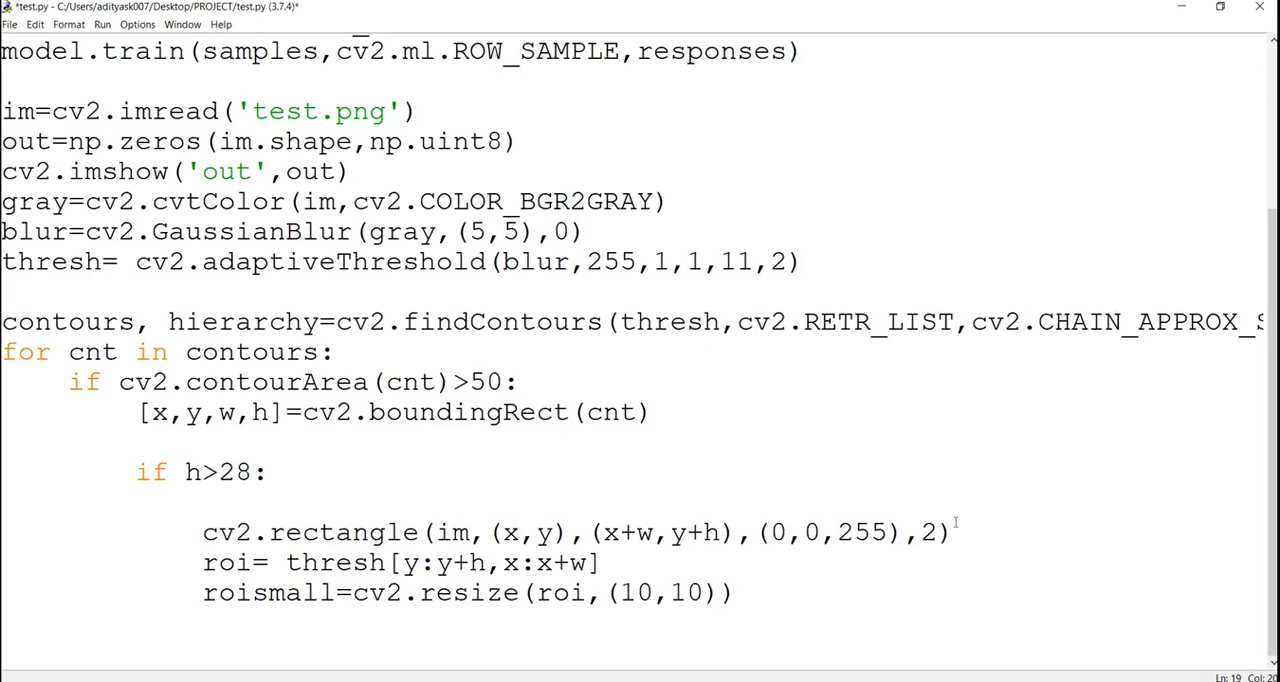 *test.py - C:/Users/adityask007/Desktop/PROJECT/test.py (3.7.4)*
File Edit Format Run Options Window Help
model.train(samples,cv2.ml.ROW_SAMPLE,responses)
im=cv2.imread('test.png')
out=np.zeros(im.shape,np.uint8)
cv2.imshow('out',out)
gray=cv2.cvtColor(im,cv2.COLOR_BGR2GRAY)
blur=cv2.GaussianBlur(gray,(5,5),0)
thresh= cv2.adaptiveThreshold(blur,255,1,1,11,2)
contours, hierarchy=cv2.findContours(thresh,cv2.RETR_LIST,cv2.CHAIN_APPROX_S
for cnt in contours:
    if cv2.contourArea(cnt)>50:
        [x,y,w,h]=cv2.boundingRect(cnt)
        if h>28:
            cv2.rectangle(im,(x,y),(x+w,y+h),(0,0,255),2)
            roi= thresh[y:y+h,x:x+w]
            roismall=cv2.resize(roi,(10,10))
Ln: 19 Col: 20